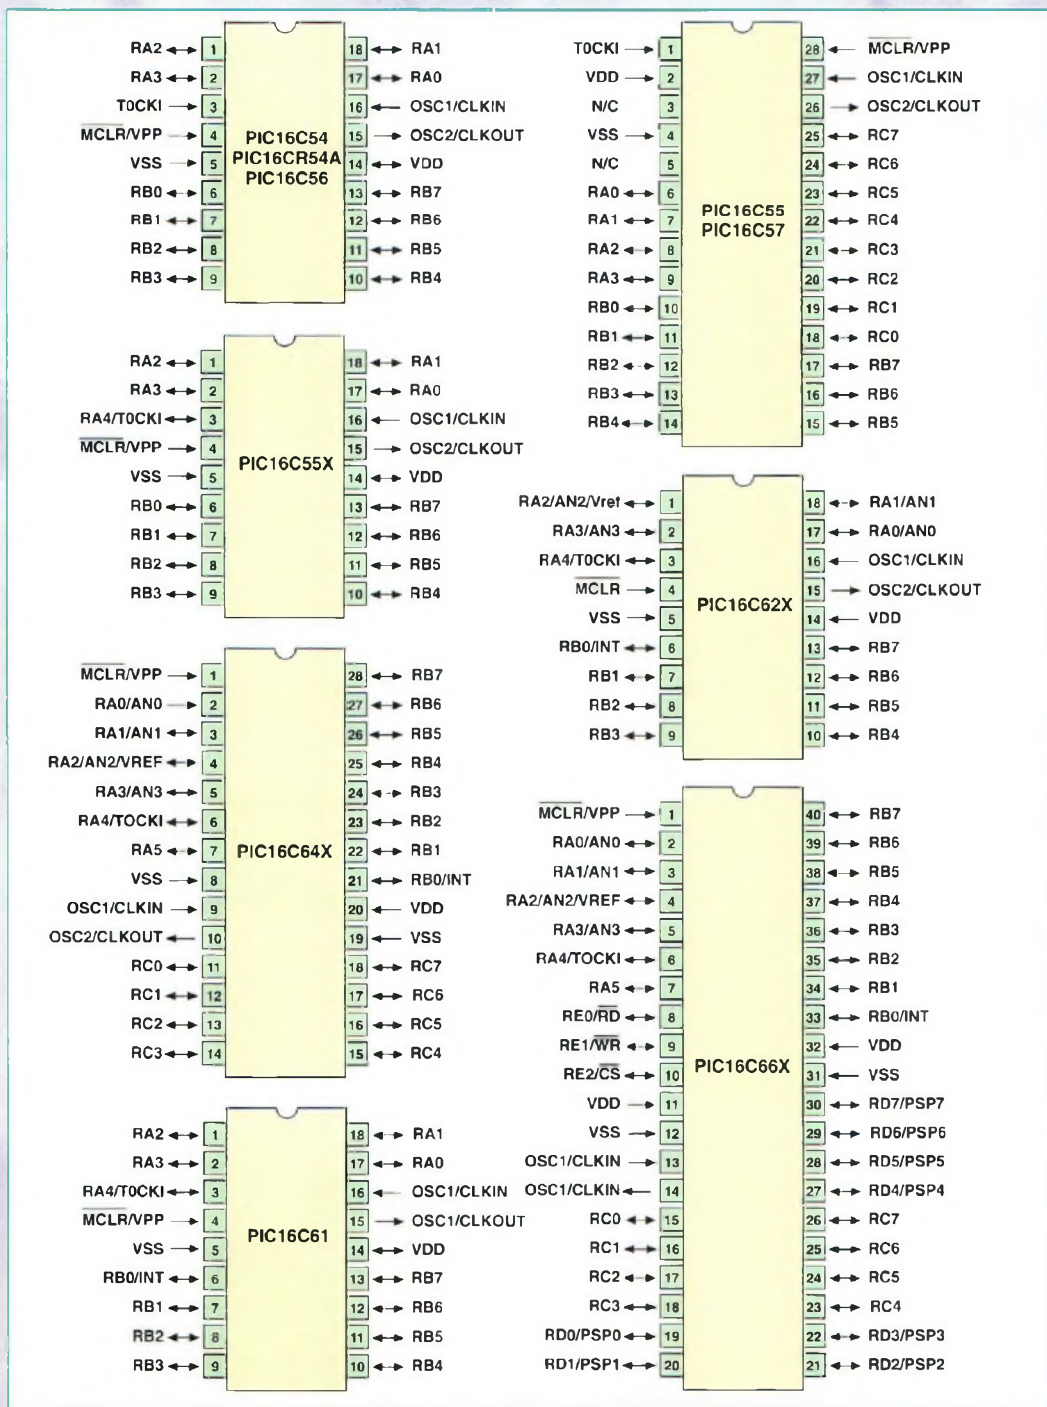 RA2 1 18 RA1
RA3 2 17 RA0
T0CKI 3 16 OSC1/CLKIN
MCLR/VPP 4 15 OSC2/CLKOUT
VSS 5 14 VDD
RB0 6 13 RB7
RB1 7 12 RB6
RB2 8 11 RB5
RB3 9 10 RB4
PIC16C54
PIC16CR54A
PIC16C56
RA2 1 18 RA1
RA3 2 17 RA0
RA4/T0CKI 3 16 OSC1/CLKIN
MCLR/VPP 4 15 OSC2/CLKOUT
VSS 5 14 VDD
RB0 6 13 RB7
RB1 7 12 RB6
RB2 8 11 RB5
RB3 9 10 RB4
PIC16C55X
MCLR/VPP 1 28 RB7
RA0/AN0 2 27 RB6
RA1/AN1 3 26 RB5
RA2/AN2/VREF 4 25 RB4
RA3/AN3 5 24 RB3
RA4/TOCKI 6 23 RB2
RA5 7 22 RB1
VSS 8 21 RB0/INT
OSC1/CLKIN 9 20 VDD
OSC2/CLKOUT 10 19 VSS
RC0 11 18 RC7
RC1 12 17 RC6
RC2 13 16 RC5
RC3 14 15 RC4
PIC16C64X
RA2 1 18 RA1
RA3 2 17 RA0
RA4/T0CKI 3 16 OSC1/CLKIN
MCLR/VPP 4 15 OSC1/CLKOUT
VSS 5 14 VDD
RB0/INT 6 13 RB7
RB1 7 12 RB6
RB2 8 11 RB5
RB3 9 10 RB4
PIC16C61
T0CKI 1 28 MCLR/VPP
VDD 2 27 OSC1/CLKIN
N/C 3 26 OSC2/CLKOUT
VSS 4 25 RC7
N/C 5 24 RC6
RA0 6 23 RC5
RA1 7 22 RC4
RA2 8 21 RC3
RA3 9 20 RC2
RB0 10 19 RC1
RB1 11 18 RC0
RB2 12 17 RB7
RB3 13 16 RB6
RB4 14 15 RB5
PIC16C55
PIC16C57
RA2/AN2/Vref 1 18 RA1/AN1
RA3/AN3 2 17 RA0/AN0
RA4/T0CKI 3 16 OSC1/CLKIN
MCLR 4 15 OSC2/CLKOUT
VSS 5 14 VDD
RB0/INT 6 13 RB7
RB1 7 12 RB6
RB2 8 11 RB5
RB3 9 10 RB4
PIC16C62X
MCLR/VPP 1 40 RB7
RA0/AN0 2 39 RB6
RA1/AN1 3 38 RB5
RA2/AN2/VREF 4 37 RB4
RA3/AN3 5 36 RB3
RA4/TOCKI 6 35 RB2
RA5 7 34 RB1
RE0/RD 8 33 RB0/INT
RE1/WR 9 32 VDD
RE2/CS 10 31 VSS
VDD 11 30 RD7/PSP7
VSS 12 29 RD6/PSP6
OSC1/CLKIN 13 28 RD5/PSP5
OSC1/CLKIN 14 27 RD4/PSP4
RC0 15 26 RC7
RC1 16 25 RC6
RC2 17 24 RC5
RC3 18 23 RC4
RD0/PSP0 19 22 RD3/PSP3
RD1/PSP1 20 21 RD2/PSP2
PIC16C66X